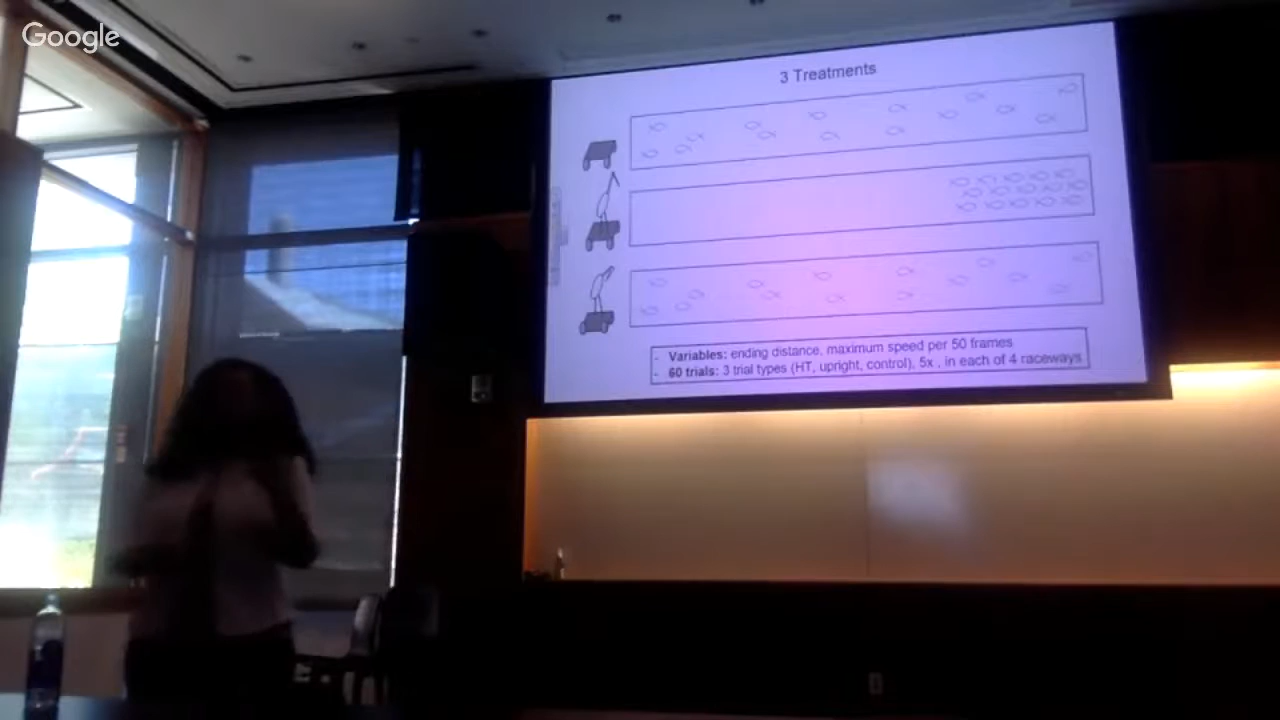 Google
3 Treatments
- Variables: ending distance, maximum speed per 50 frames
- 60 trials: 3 trial types (HT, upright, control), 5x , in each of 4 raceways